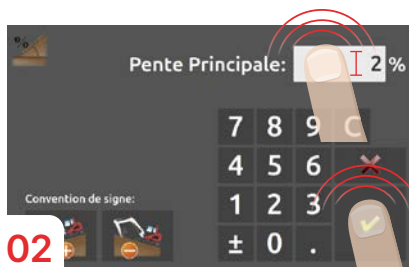 %
Pente Principale: 2 %
7 8 9 C
4 5 6
Convention de signe:
1 2 3
± 0 .
02